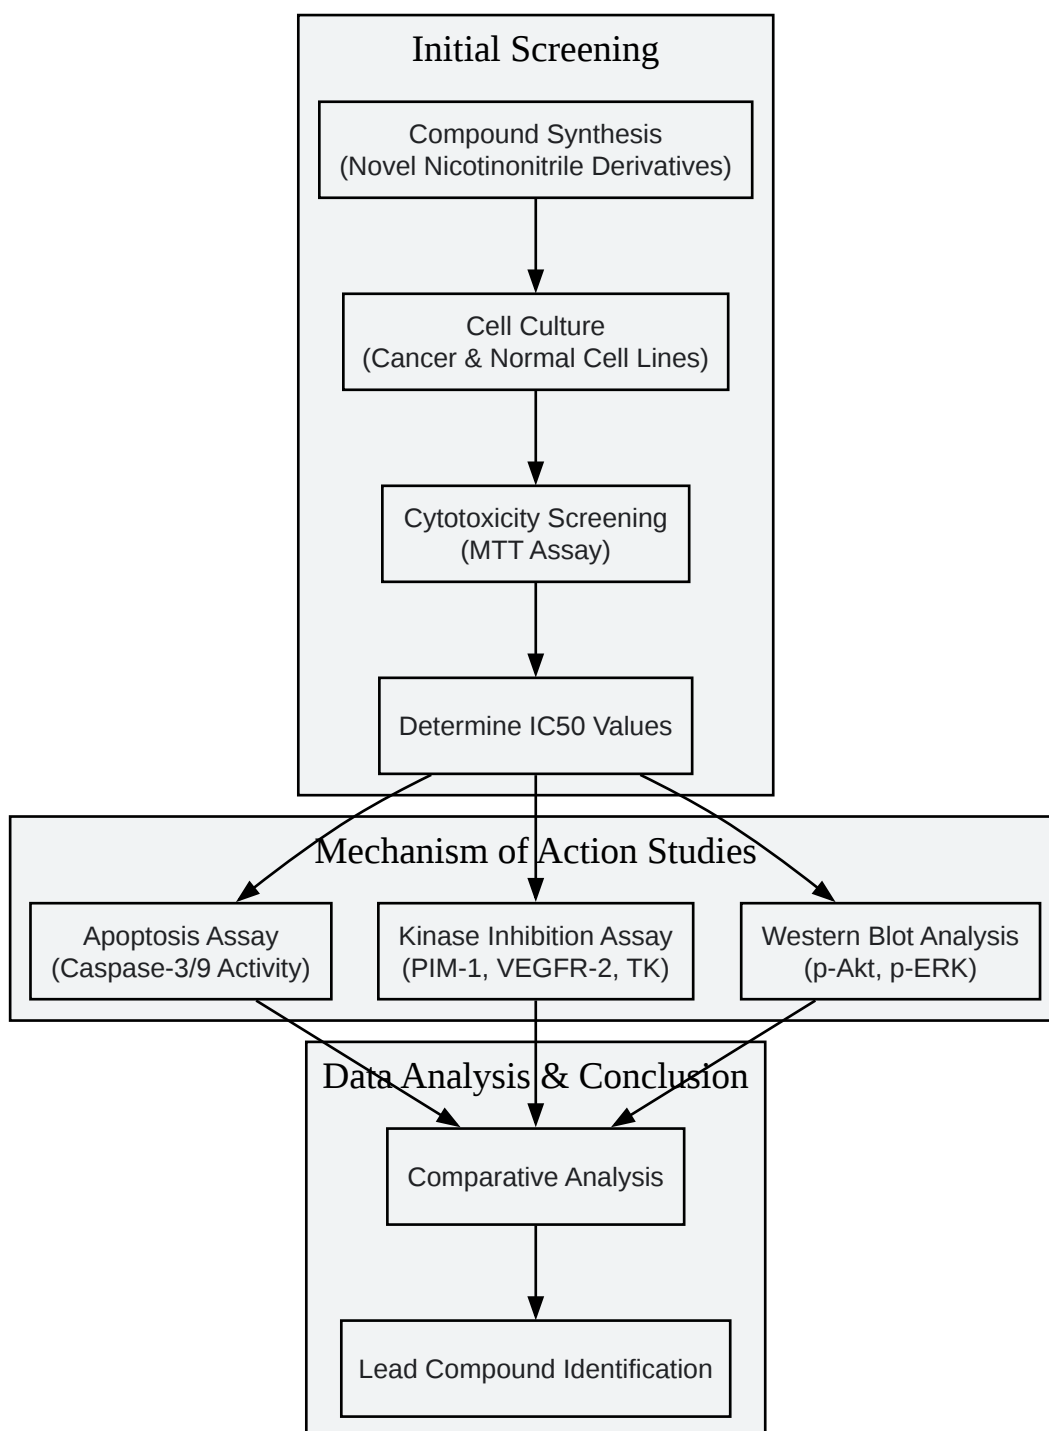 Initial Screening
Compound Synthesis
(Novel Nicotinonitrile Derivatives)
Cell Culture
(Cancer & Normal Cell Lines)
Cytotoxicity Screening
(MTT Assay)
Determine IC50 Values
Mechanism of Action Studies
Apoptosis Assay
(Caspase-3/9 Activity)
Kinase Inhibition Assay
(PIM-1, VEGFR-2, TK)
Western Blot Analysis
(p-Akt, p-ERK)
Data Analysis & Conclusion
Comparative Analysis
Lead Compound Identification